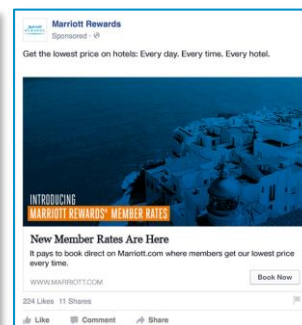 Marriott Rewards
Sponsored ·
Get the lowest price on hotels: Every day. Every time. Every hotel.
INTRODUCING
MARRIOTT REWARDS® MEMBER RATES
New Member Rates Are Here
It pays to book direct on Marriott.com where members get our lowest price
every time.
WWW.MARRIOTT.COM
Book Now
224 Likes 11 Shares
Like Comment Share